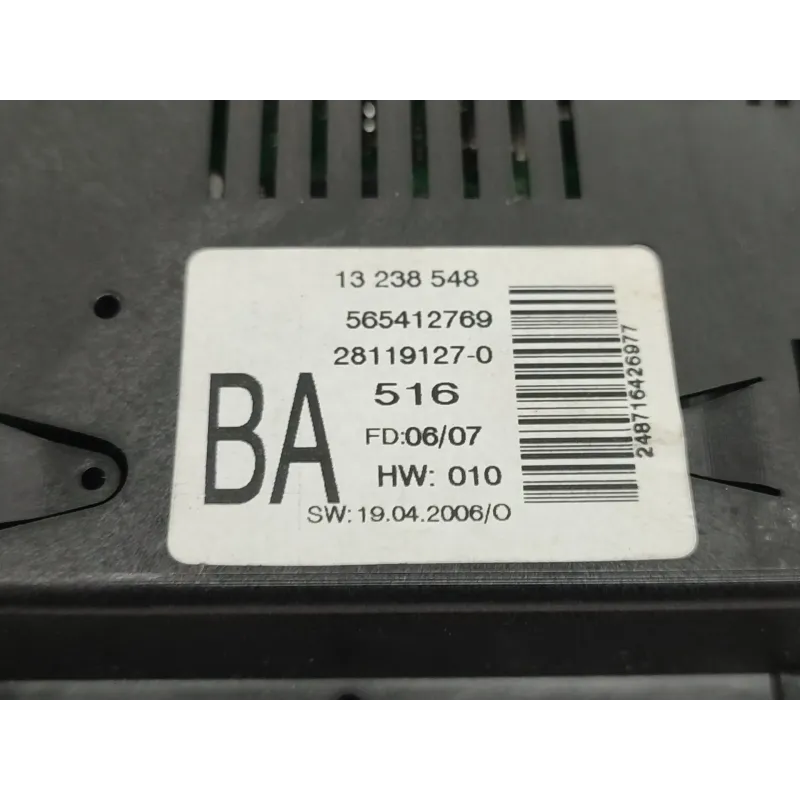 13 238 548
565412769
28119127-0
BA
516
FD:06/07
HW: 010
SW: 19.04.2006/O
248716426977